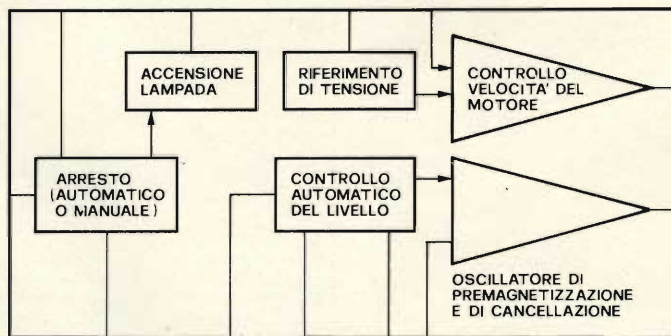 ACCENSIONE
LAMPADA
RIFERIMENTO
DI TENSIONE
CONTROLLO
VELOCITA' DEL
MOTORE
ARRESTO
(AUTOMATICO
O MANUALE)
CONTROLLO
AUTOMATICO
DEL LIVELLO
OSCILLATORE DI
PREMAGNETIZZAZIONE
E DI CANCELLAZIONE